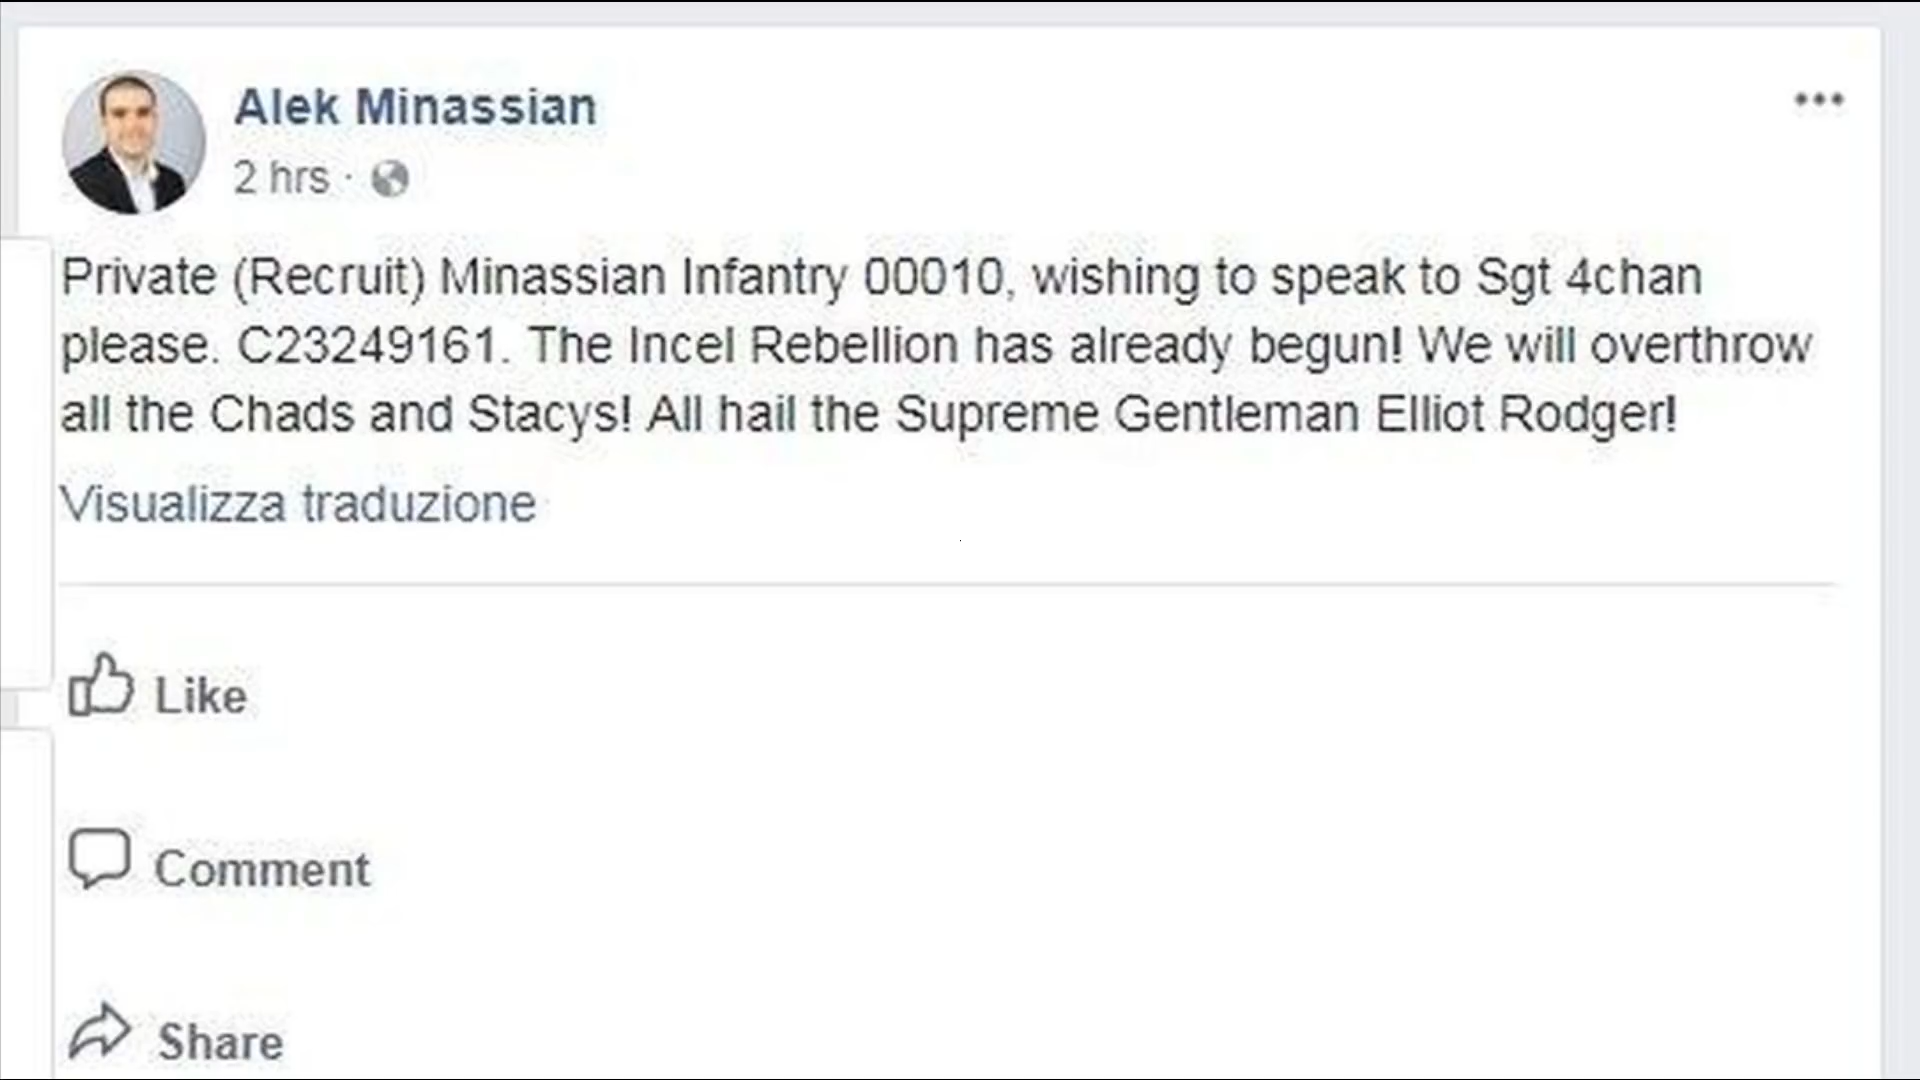 Alek Minassian
2 hrs ·
Private (Recruit) Minassian Infantry 00010, wishing to speak to Sgt 4chan
please. C23249161. The Incel Rebellion has already begun! We will overthrow
all the Chads and Stacys! All hail the Supreme Gentleman Elliot Rodger!
Visualizza traduzione
Like
Comment
Share